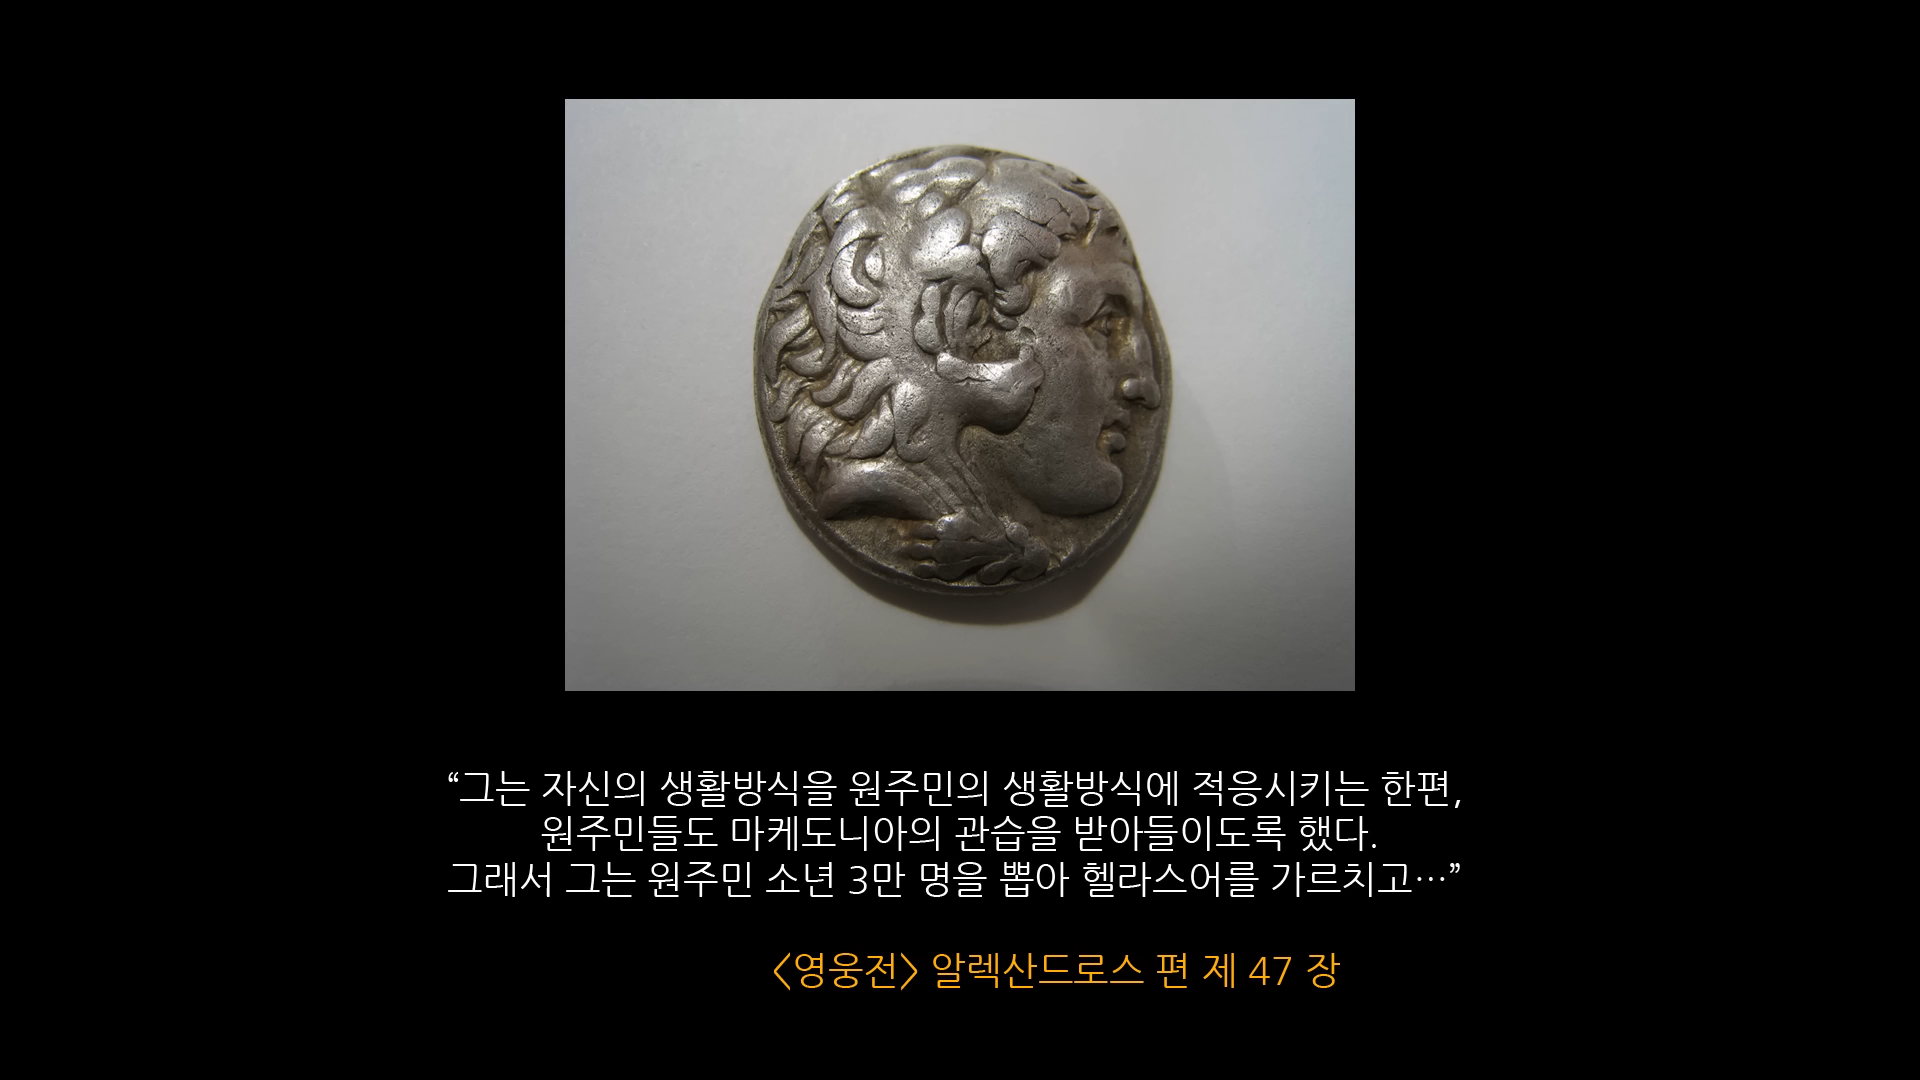 “그는 자신의 생활방식을 원주민의 생활방식에 적응시키는 한편,
원주민들도 마케도니아의 관습을 받아들이도록 했다.
그래서 그는 원주민 소년 3만 명을 뽑아 헬라스어를 가르치고…”
<영웅전> 알렉산드로스 편 제 47 장